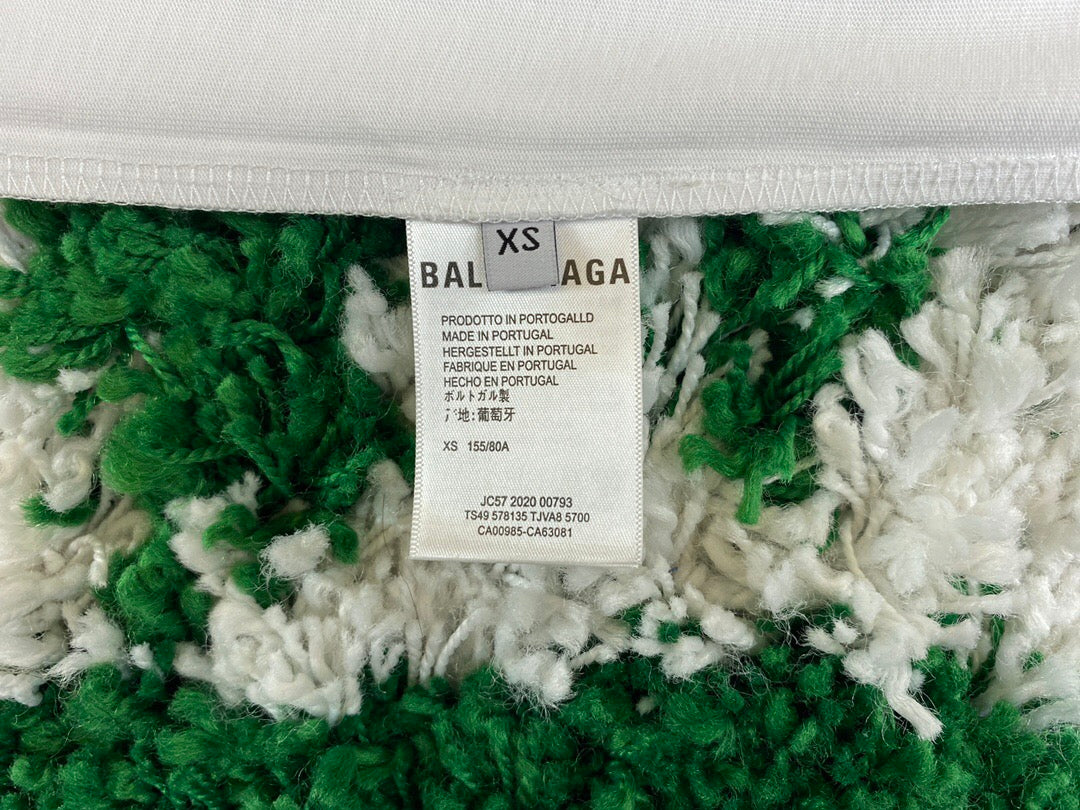 XS
BAL AGA
PRODOTTO IN PORTOGALLD
MADE IN PORTUGAL
HERGESTELLT IN PORTUGAL
FABRIQUE EN PORTUGAL
HECHO EN PORTUGAL
ボルトガル製
地:葡萄牙
XS 155/80A
JC57 2020 00793
TS49 578135 TJVA8 5700
CA00985-CA63081